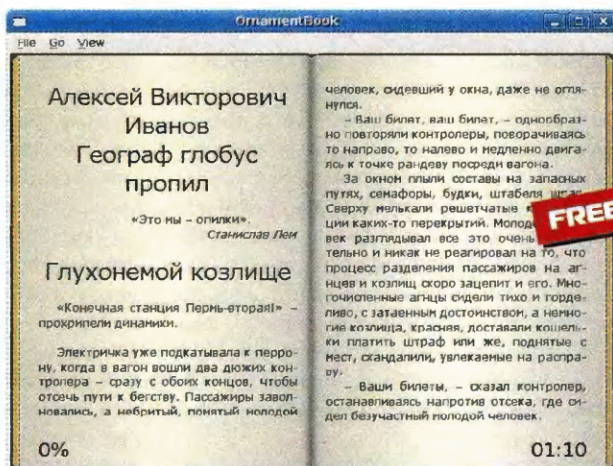 OrnamentBook
File Go View
Алексей Викторович
Иванов
Географ глобус
пропил
«Это мы – опилки».
Станислав Лем
Глухонемой козлище
«Конечная станция Пермь-вторая!» –
прохрипели динамики.
Электричка уже подкатывала к перро-
ну, когда в вагон вошли два дюжих кон-
тролера – сразу с обоих концов, чтобы
отсечь пути к бегству. Пассажиры завол-
новались, а небритый, помятый молодой
0%
человек, сидевший у окна, даже не огля-
нулся.
– Ваш билет, ваш билет, – однообраз-
но повторяли контролеры, поворачиваясь
то направо, то налево и медленно двига-
ясь к точке рандеву посреди вагона.
За окном плыли составы на запасных
путях, семафоры, будки, штабеля
Сверху мелькали решетчатые
ции каких-то перекрытий.
век разглядывал все это очень
тельно и никак не реагировал на то, что
процесс разделения пассажиров на аг-
нцев и козлищ скоро зацепит и его. Мно-
гочисленные агнцы сидели тихо и горде-
ливо, с затаенным достоинством, а немно-
гие козлища, краснея, доставали кошель-
ки платить штраф или же, поднятые с
мест, скандалили, увлекаемые на распра-
ву.
– Ваши билеты, – сказал контролер,
останавливаясь напротив отсека, где си-
дел безучастный молодой человек.
01:10
FREE